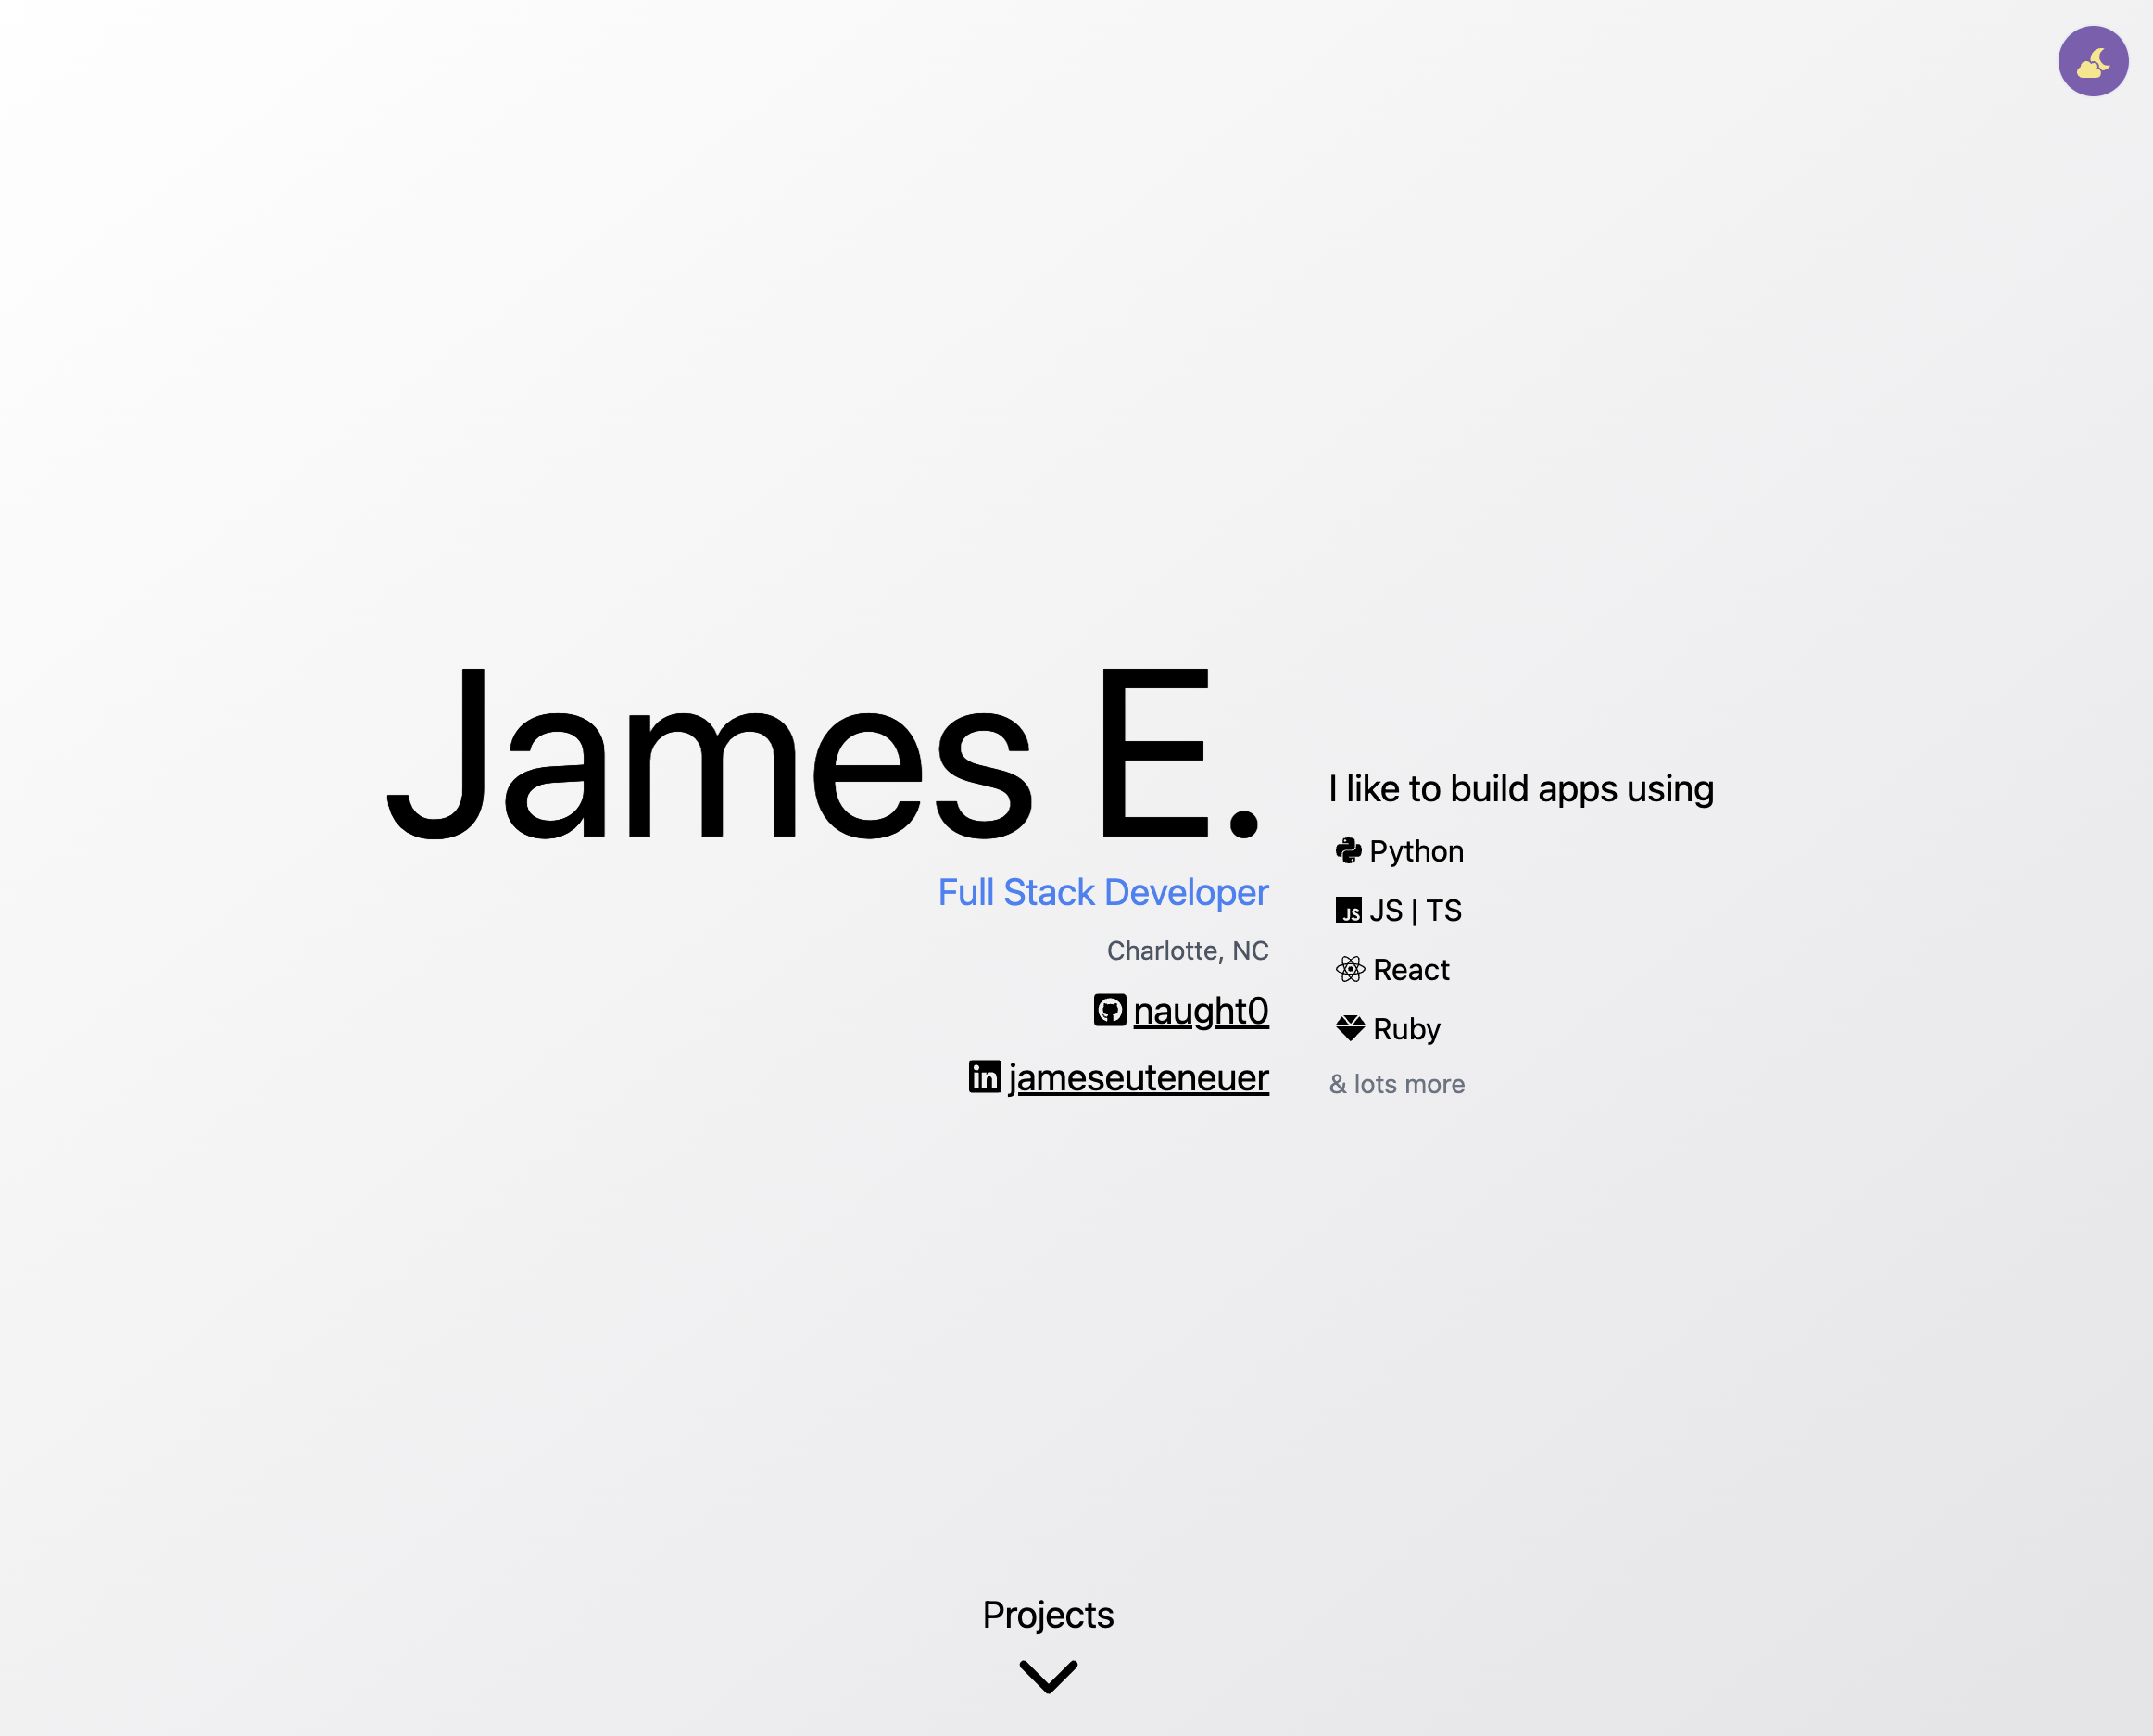 James E.
Full Stack Developer
Charlotte, NC
naught0
jameseuteneuer
I like to build apps using
Python
JS JS | TS
React
Ruby
& lots more
Projects